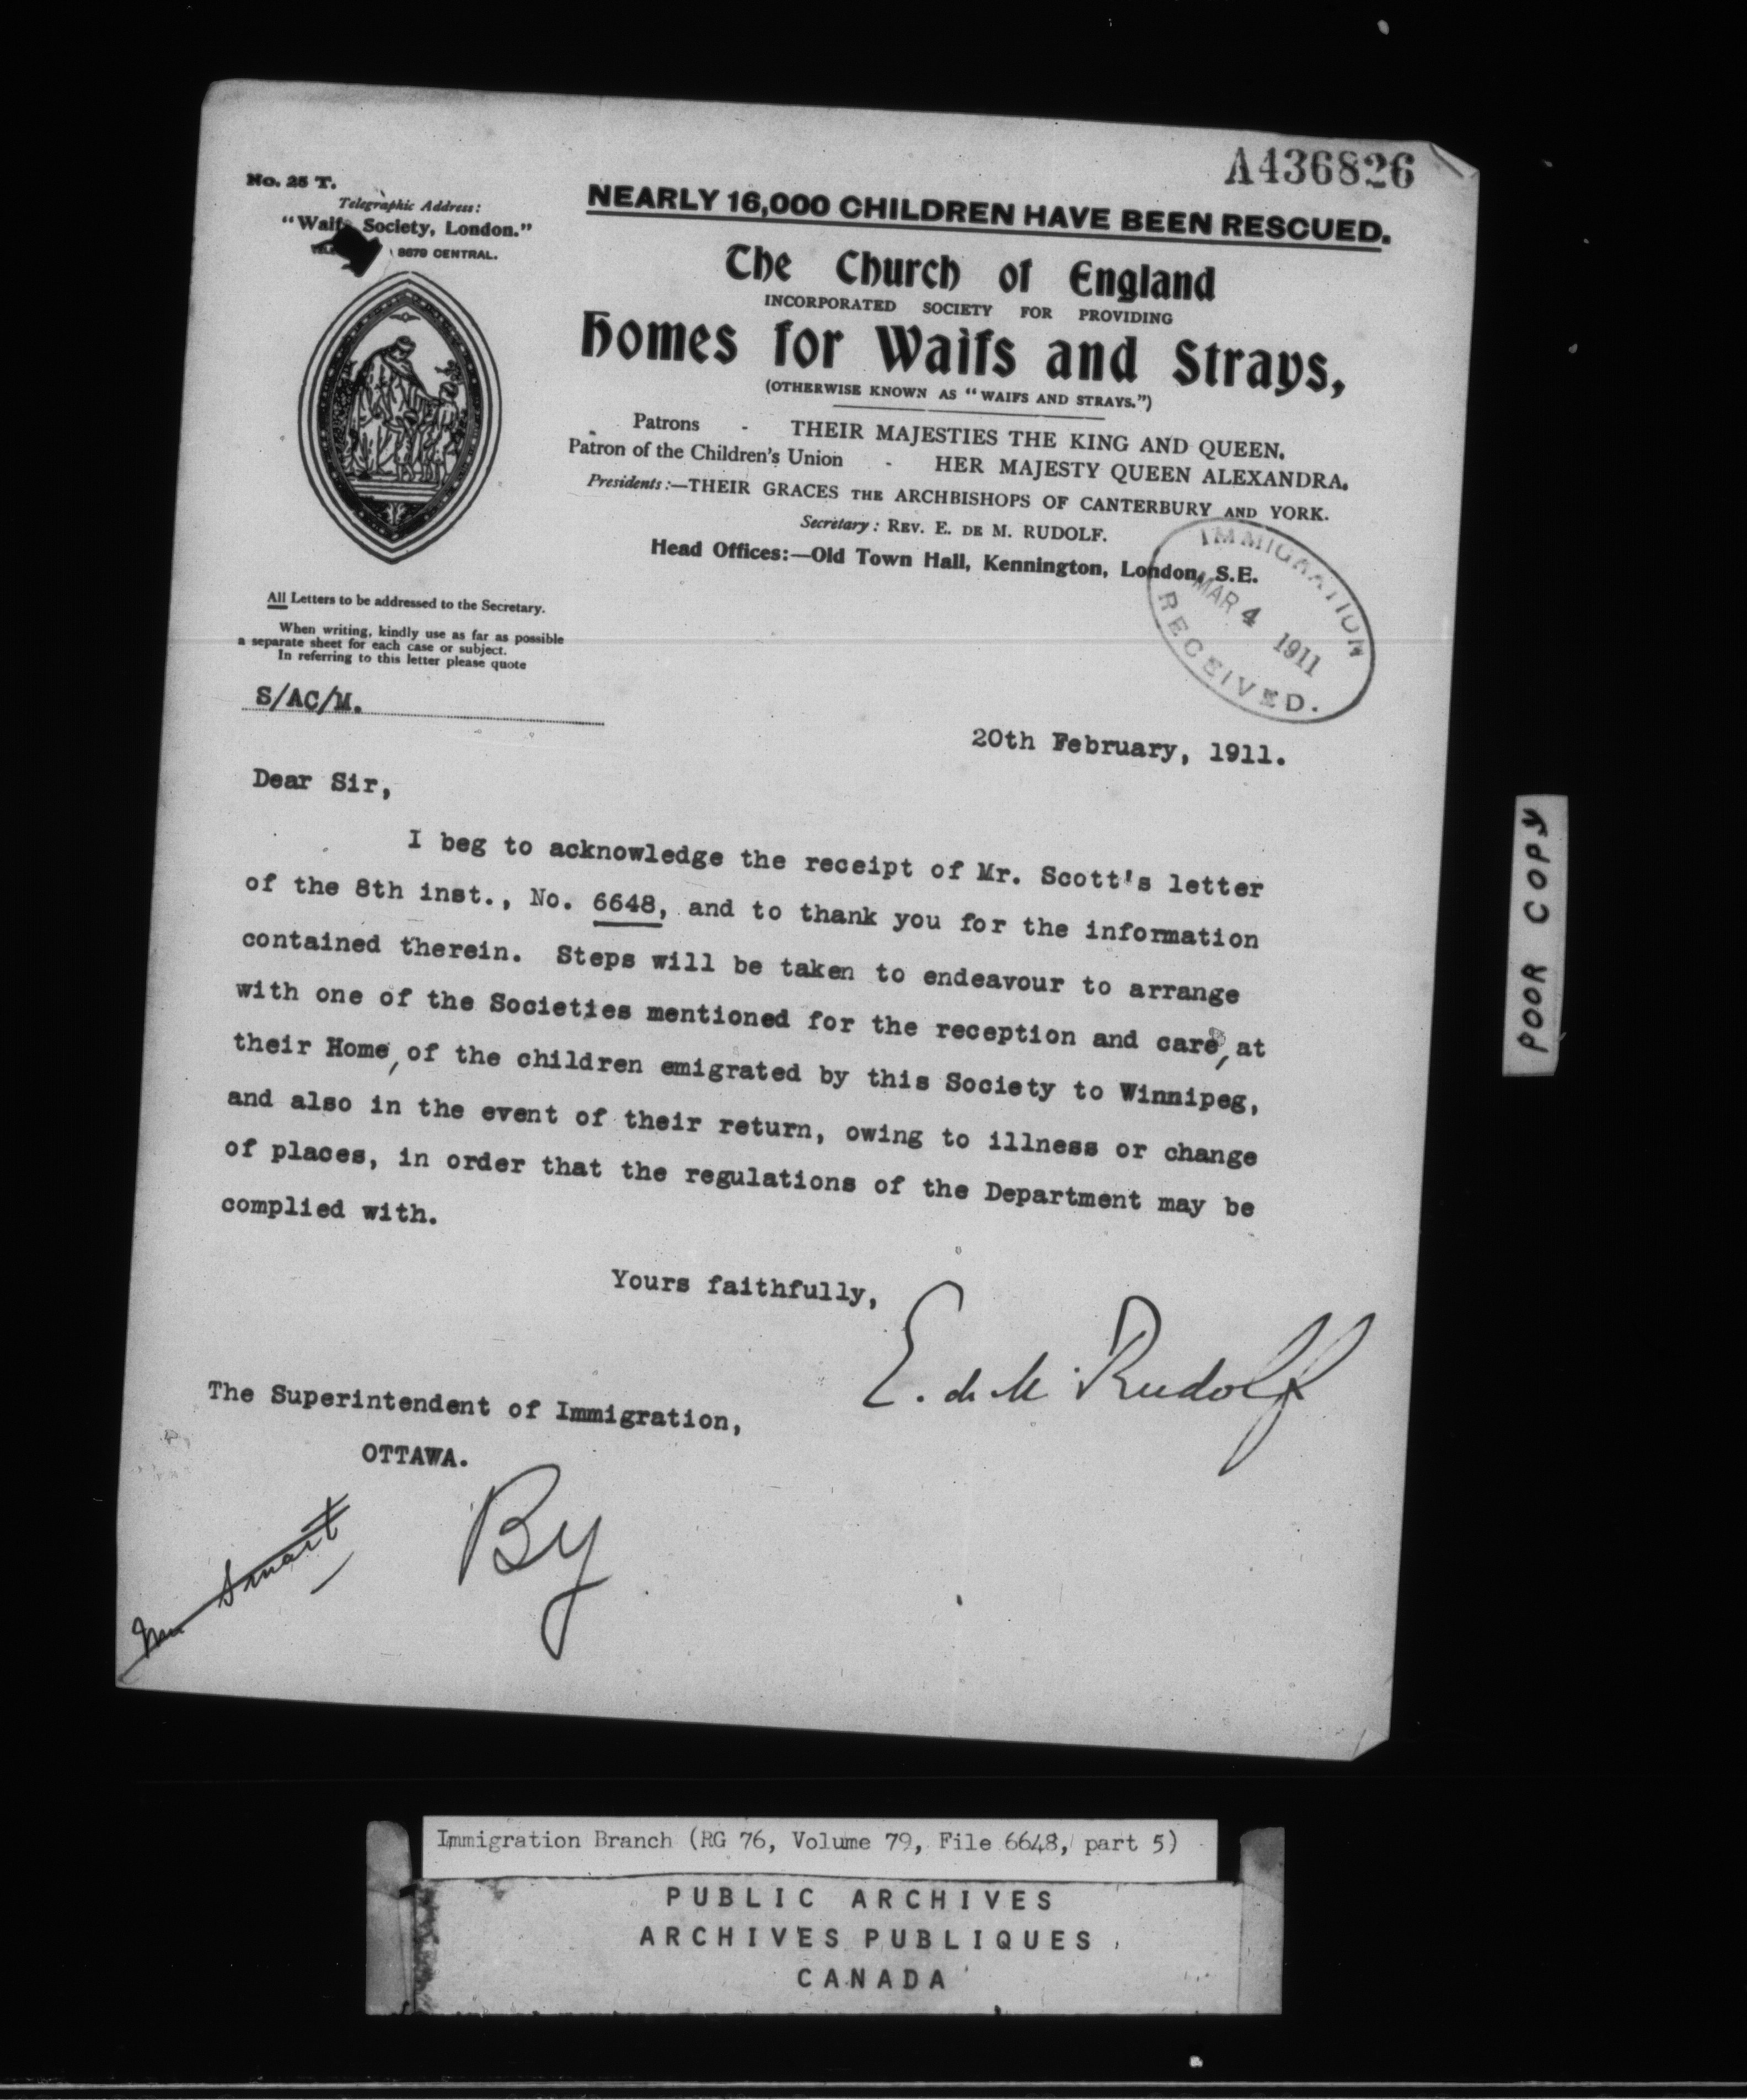 A436826
No. 25 T.
Telegraphic Address:
"Waifs Society, London."
8679 CENTRAL.
NEARLY 16,000 CHILDREN HAVE BEEN RESCUED.
The Church of England
INCORPORATED SOCIETY FOR PROVIDING
Homes for Waifs and Strays,
(OTHERWISE KNOWN AS "WAIFS AND STRAYS.")
Patrons - THEIR MAJESTIES THE KING AND QUEEN.
Patron of the Children's Union - HER MAJESTY QUEEN ALEXANDRA.
Presidents:—THEIR GRACES THE ARCHBISHOPS OF CANTERBURY AND YORK.
Secretary: REV. E. DE M. RUDOLF.
Head Offices:—Old Town Hall, Kennington, London, S.E.
IMMIGRATION
MAR 4 1911
RECEIVED.
All Letters to be addressed to the Secretary.
When writing, kindly use as far as possible
a separate sheet for each case or subject.
In referring to this letter please quote
S/AC/M.
20th February, 1911.
Dear Sir,
I beg to acknowledge the receipt of Mr. Scott's letter
of the 8th inst., No. 6648, and to thank you for the information
contained therein. Steps will be taken to endeavour to arrange
with one of the Societies mentioned for the reception and care, at
their Home, of the children emigrated by this Society to Winnipeg,
and also in the event of their return, owing to illness or change
of places, in order that the regulations of the Department may be
complied with.
Yours faithfully,
E. de M. Rudolf
The Superintendent of Immigration,
OTTAWA.
Mr Smart
By
POOR COPY
Immigration Branch (RG 76, Volume 79, File 6648, part 5)
PUBLIC ARCHIVES
ARCHIVES PUBLIQUES
CANADA